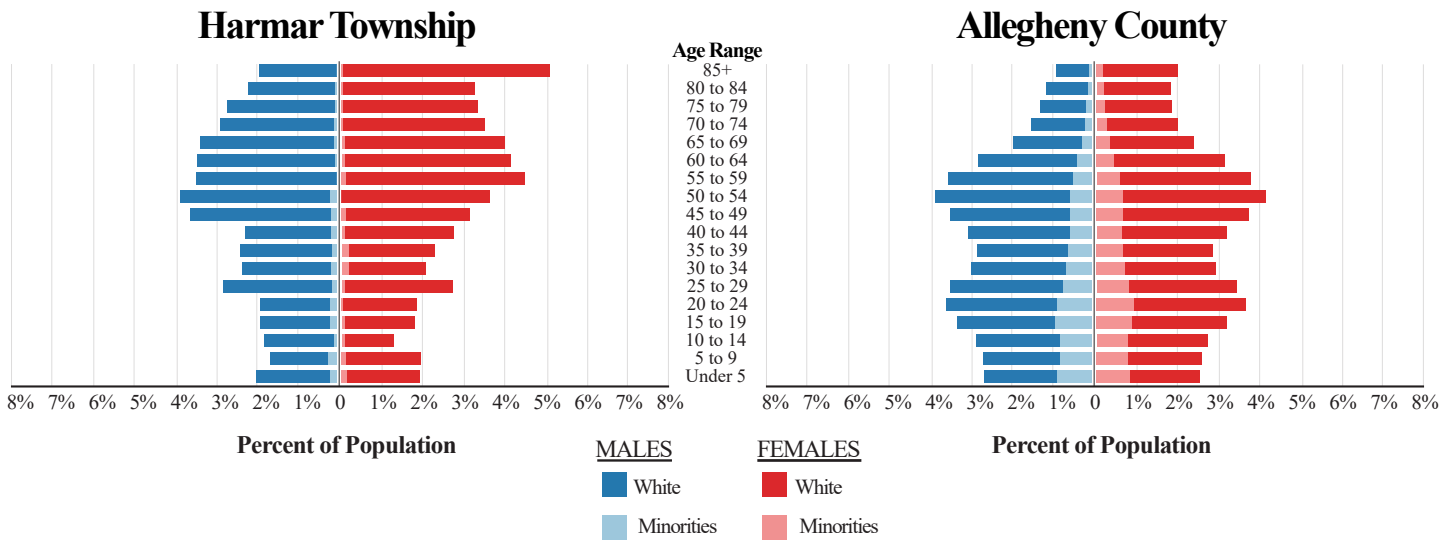 Harmar Township
Allegheny County
Age Range
85+
80 to 84
75 to 79
70 to 74
65 to 69
60 to 64
55 to 59
50 to 54
45 to 49
40 to 44
35 to 39
30 to 34
25 to 29
20 to 24
15 to 19
10 to 14
5 to 9
Under 5
8% 7% 6% 5% 4% 3% 2% 1% 0 1% 2% 3% 4% 5% 6% 7% 8%
8% 7% 6% 5% 4% 3% 2% 1% 0 1% 2% 3% 4% 5% 6% 7% 8%
Percent of Population
Percent of Population
MALES
White
Minorities
FEMALES
White
Minorities